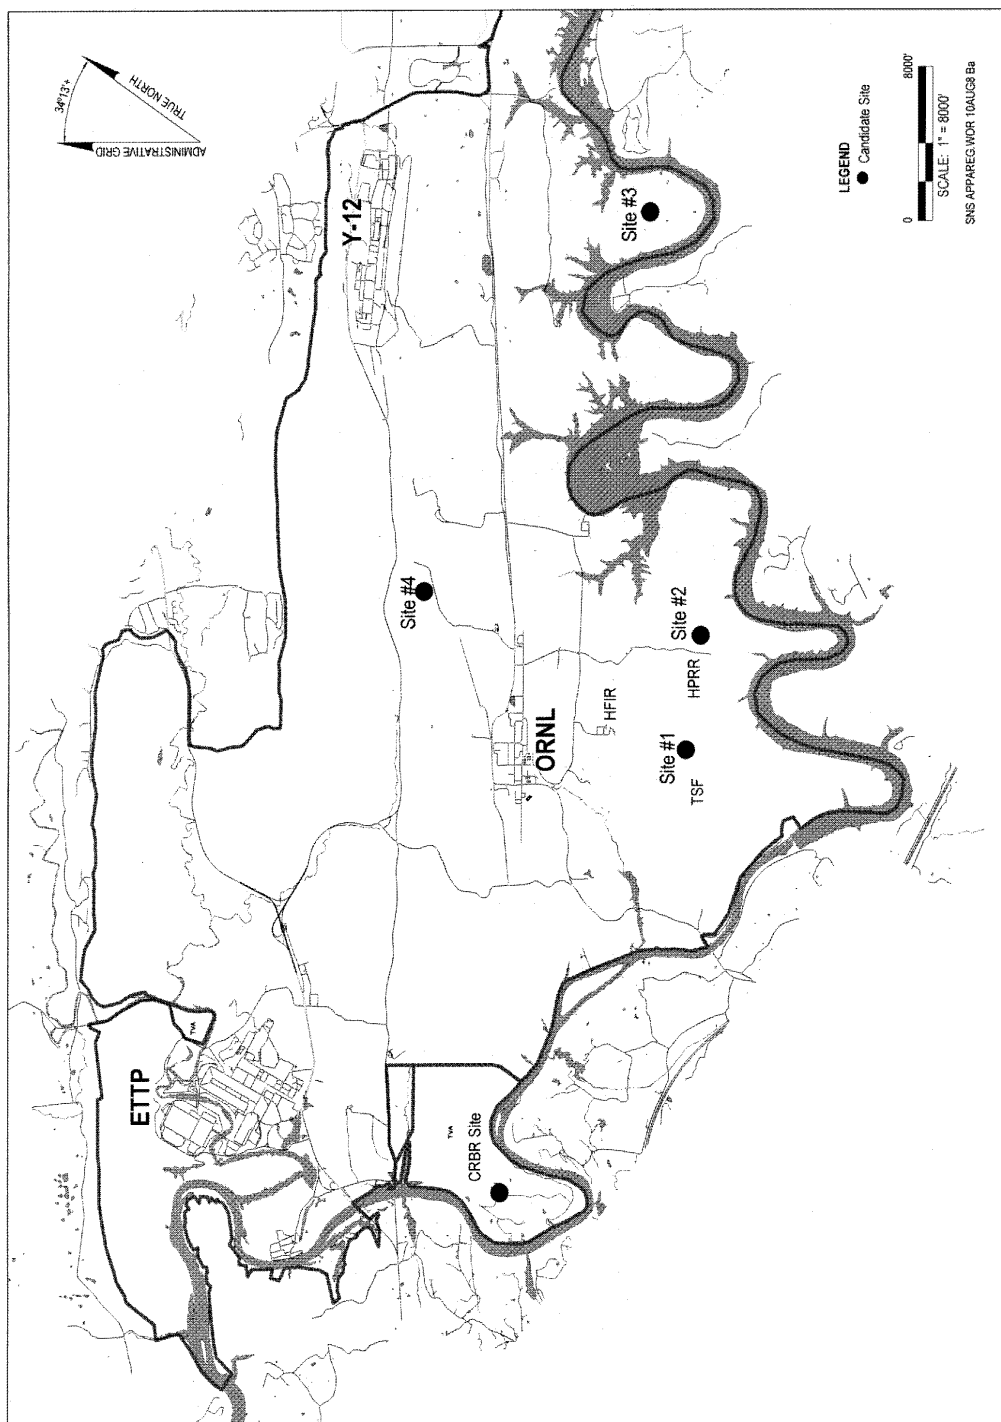 34°13'+
TRUE NORTH
ADMINISTRATIVE GRID
Y-12
Site #3
LEGEND
Candidate Site
0
8000'
SCALE: 1" = 8000'
SNS APPAREG.WOR 10AUG8 Ba
Site #4
Site #2
HPRR
HFIR
ORNL
Site #1
TSF
ETTP
TVA
TVA
CRBR Site